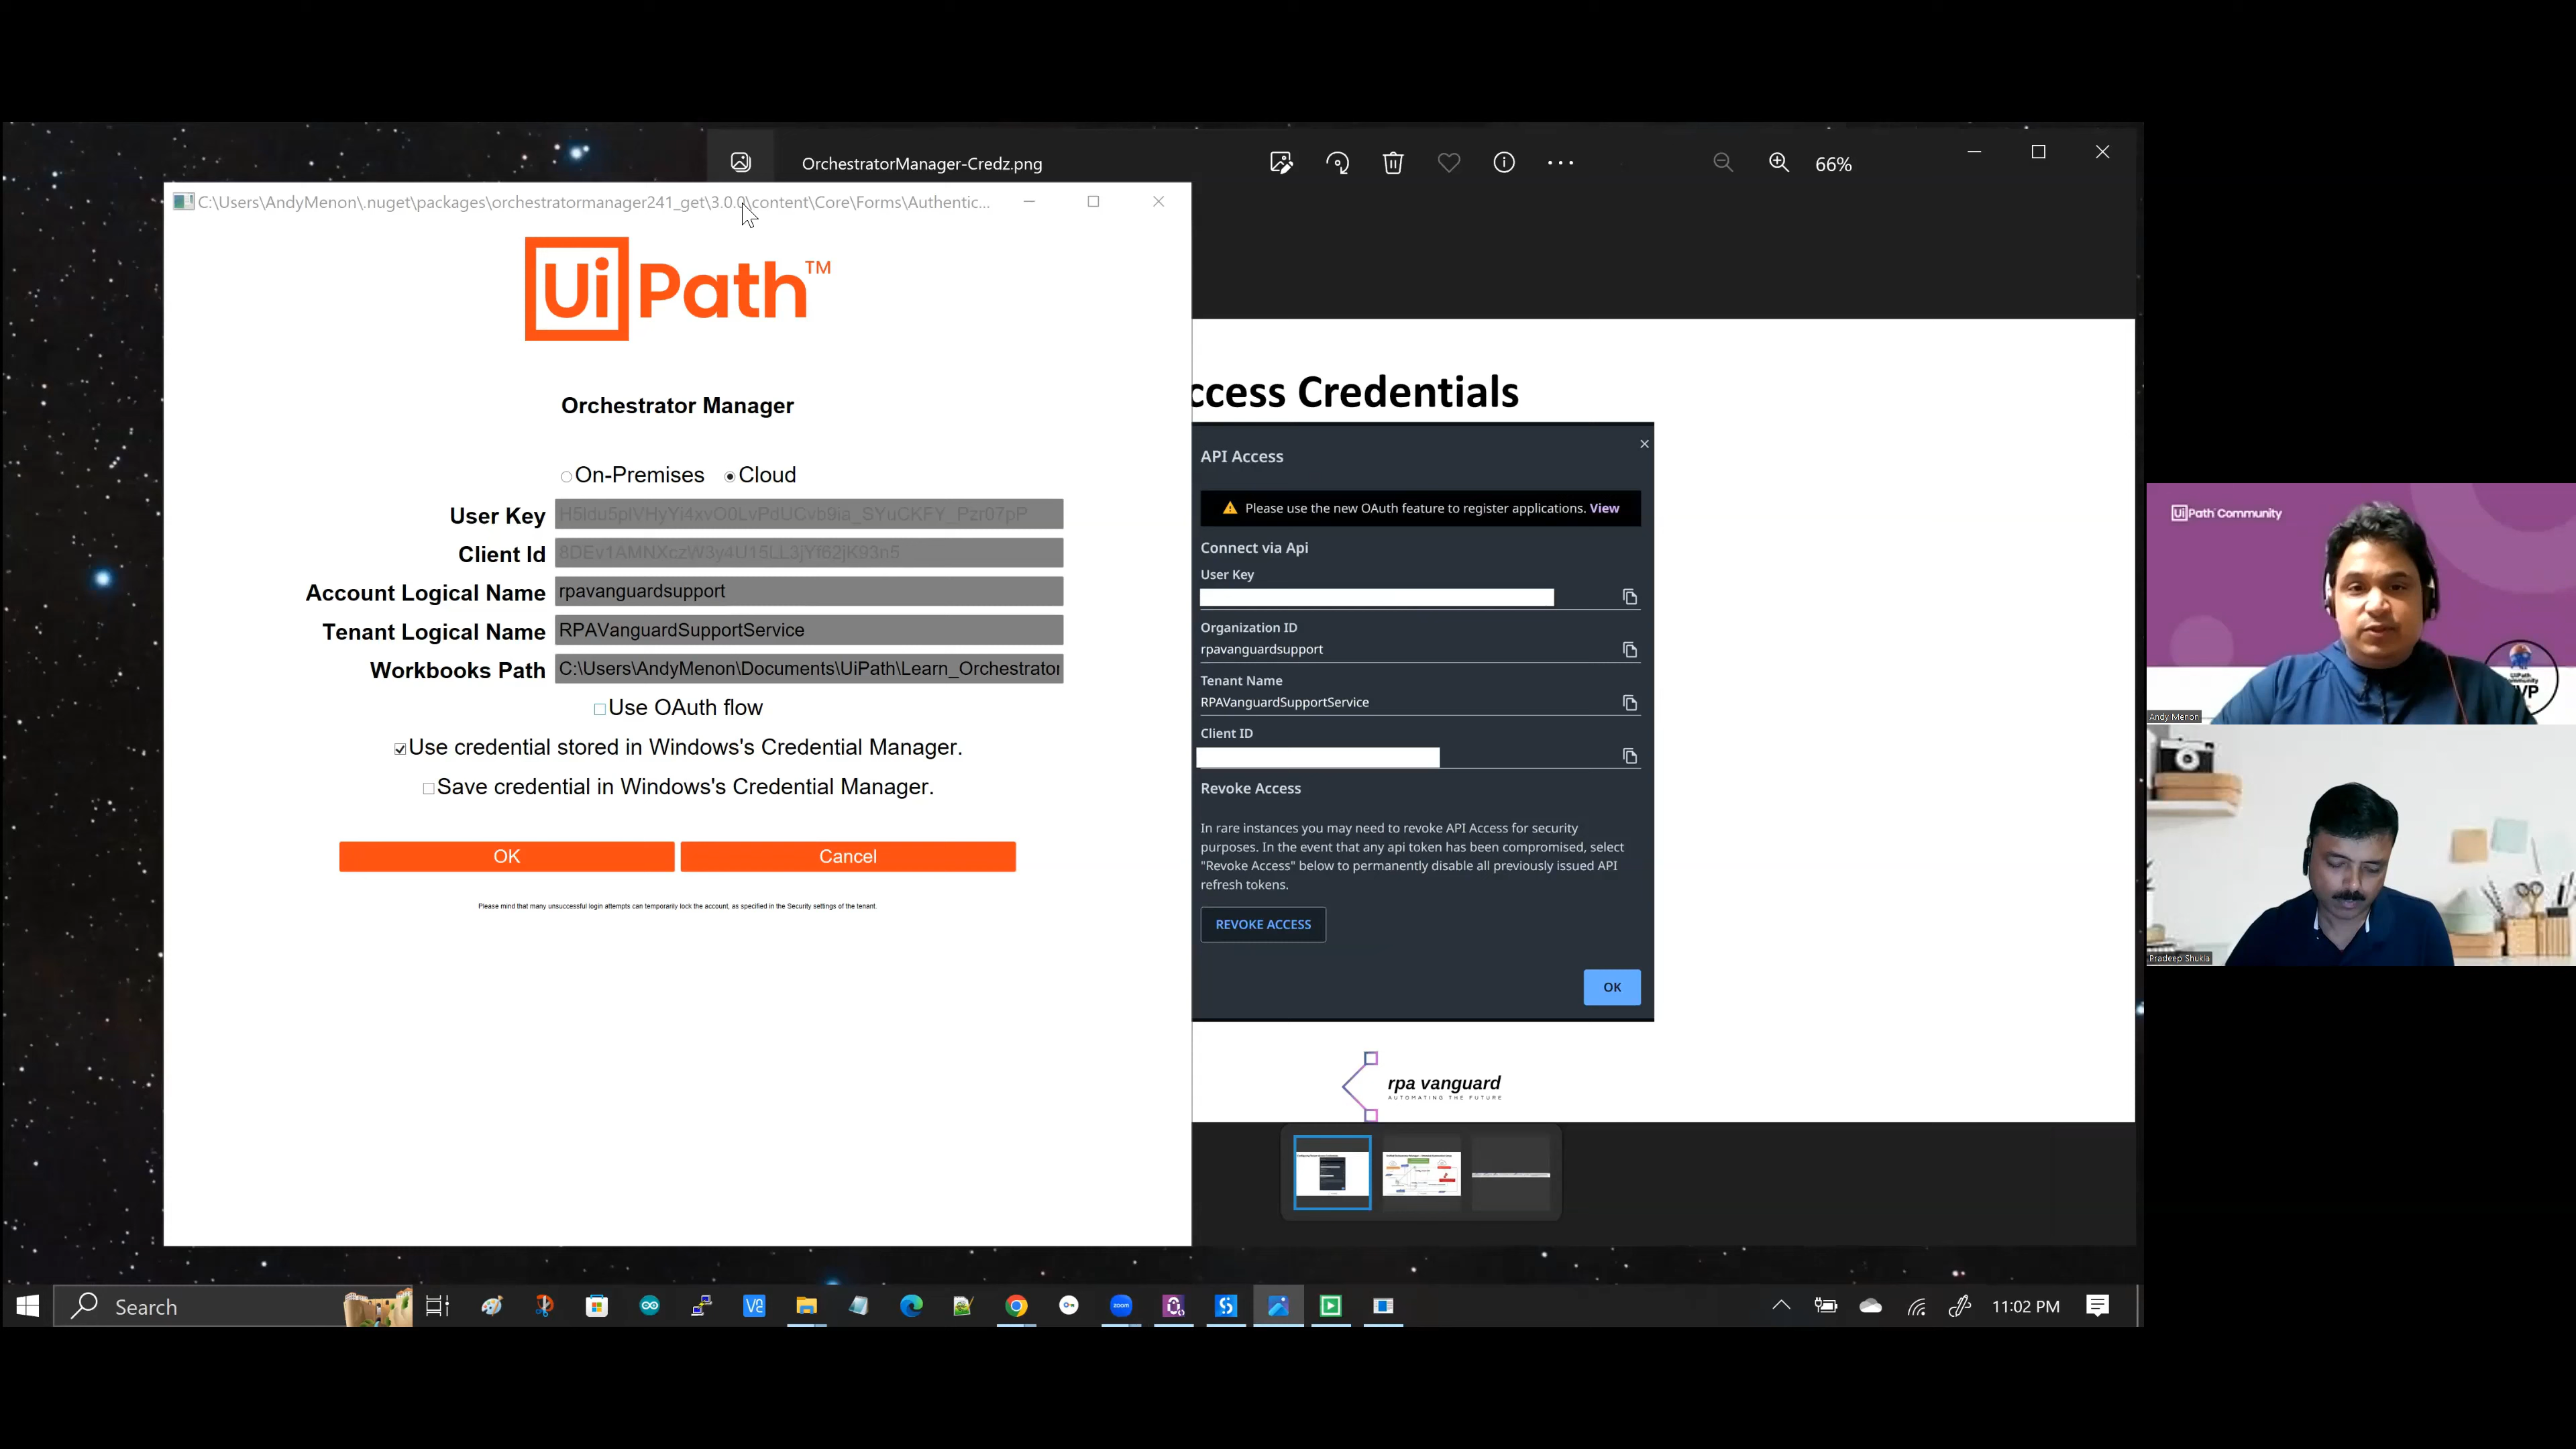 OrchestratorManager-Credz.png
66%
C:\Users\AndyMenon\.nuget\packages\orchestratormanager241_get\3.0.0\content\Core\Forms\Authentic...
UiPath™
Orchestrator Manager
On-Premises Cloud
User Key
Client Id
Account Logical Name rpavanguardsupport
Tenant Logical Name RPAVanguardSupportService
Workbooks Path C:\Users\AndyMenon\Documents\UiPath\Learn_Orchestrator
Use OAuth flow
Use credential stored in Windows's Credential Manager.
Save credential in Windows's Credential Manager.
OK Cancel
Please mind that many unsuccessful login attempts can temporarily lock the account, as specified in the Security settings of the tenant.
ccess Credentials
API Access
Please use the new OAuth feature to register applications. View
Connect via Api
User Key
Organization ID
rpavanguardsupport
Tenant Name
RPAVanguardSupportService
Client ID
Revoke Access
In rare instances you may need to revoke API Access for security
purposes. In the event that any api token has been compromised, select
"Revoke Access" below to permanently disable all previously issued API
refresh tokens.
REVOKE ACCESS
OK
rpa vanguard
AUTOMATING THE FUTURE
UiPath Community
Andy Menon
Pradeep Shukla
Search
zoom
11:02 PM